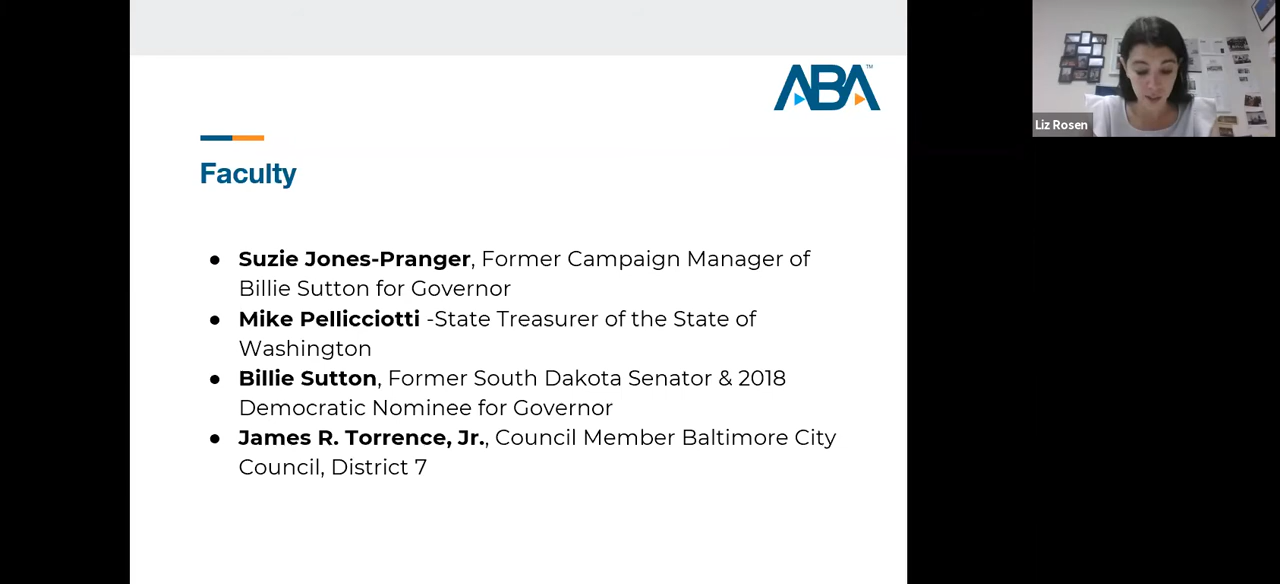 ABA™
Liz Rosen
Faculty
● Suzie Jones-Pranger, Former Campaign Manager of
Billie Sutton for Governor
● Mike Pellicciotti -State Treasurer of the State of
Washington
● Billie Sutton, Former South Dakota Senator & 2018
Democratic Nominee for Governor
● James R. Torrence, Jr., Council Member Baltimore City
Council, District 7